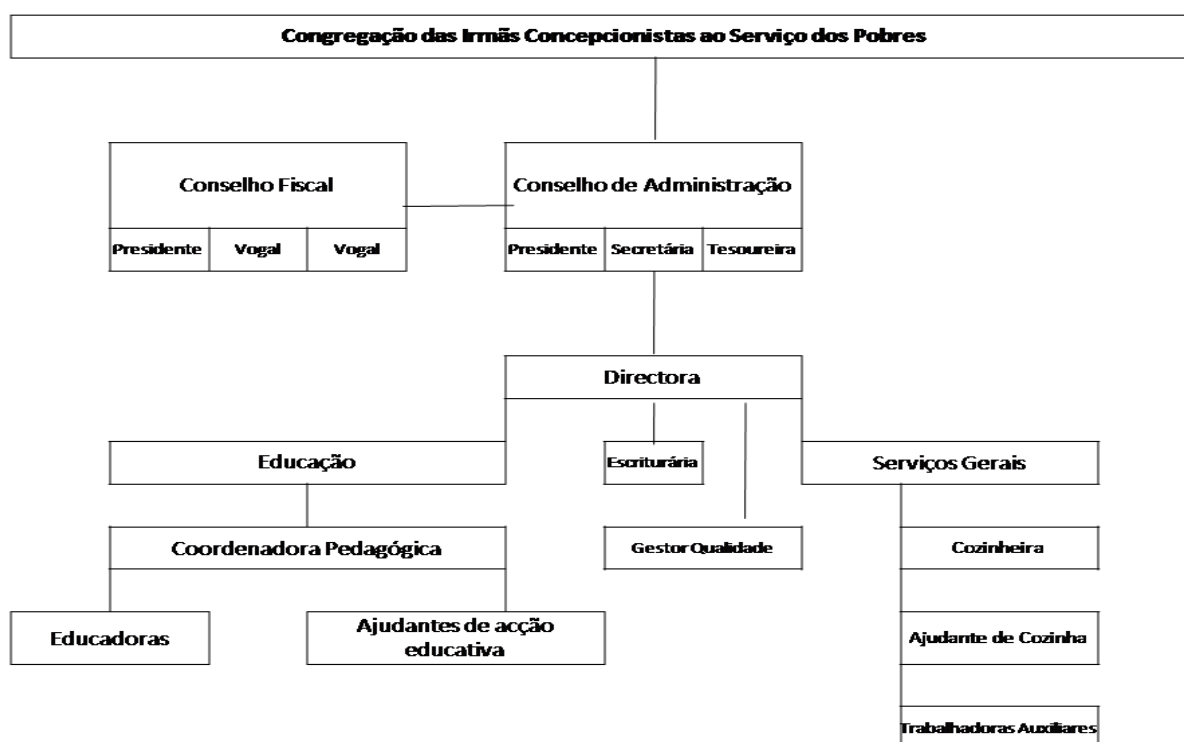 Congregação das Irmãs Concepcionistas ao Serviço dos Pobres
Conselho Fiscal
Conselho de Administração
Presidente
Vogal
Vogal
Presidente
Secretária
Tesoureira
Directora
Educação
Escriturária
Serviços Gerais
Coordenadora Pedagógica
Gestor Qualidade
Cozinheira
Educadoras
Ajudantes de acção
educativa
Ajudante de Cozinha
Trabalhadoras Auxiliares